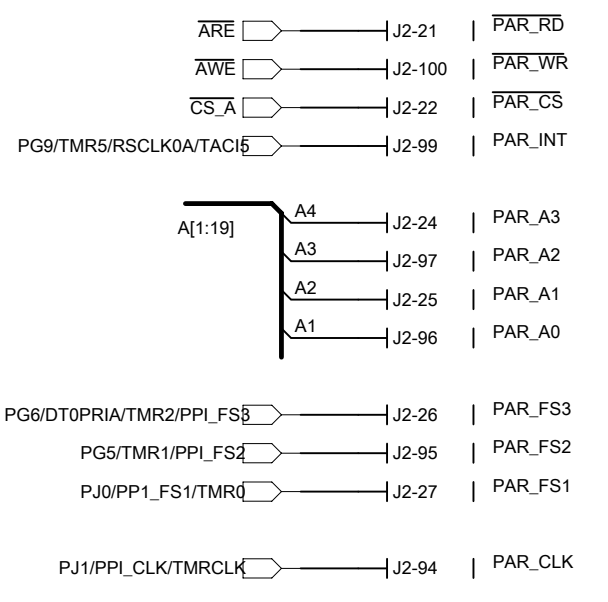 ARE J2-21 | PAR_RD
AWE J2-100 | PAR_WR
CS_A J2-22 | PAR_CS
PG9/TMR5/RSCLK0A/TACI5 J2-99 | PAR_INT
A4 J2-24 | PAR_A3
A[1:19]
A3 J2-97 | PAR_A2
A2 J2-25 | PAR_A1
A1 J2-96 | PAR_A0
PG6/DT0PRIA/TMR2/PPI_FS3 J2-26 | PAR_FS3
PG5/TMR1/PPI_FS2 J2-95 | PAR_FS2
PJ0/PP1_FS1/TMR0 J2-27 | PAR_FS1
PJ1/PPI_CLK/TMRCLK J2-94 | PAR_CLK